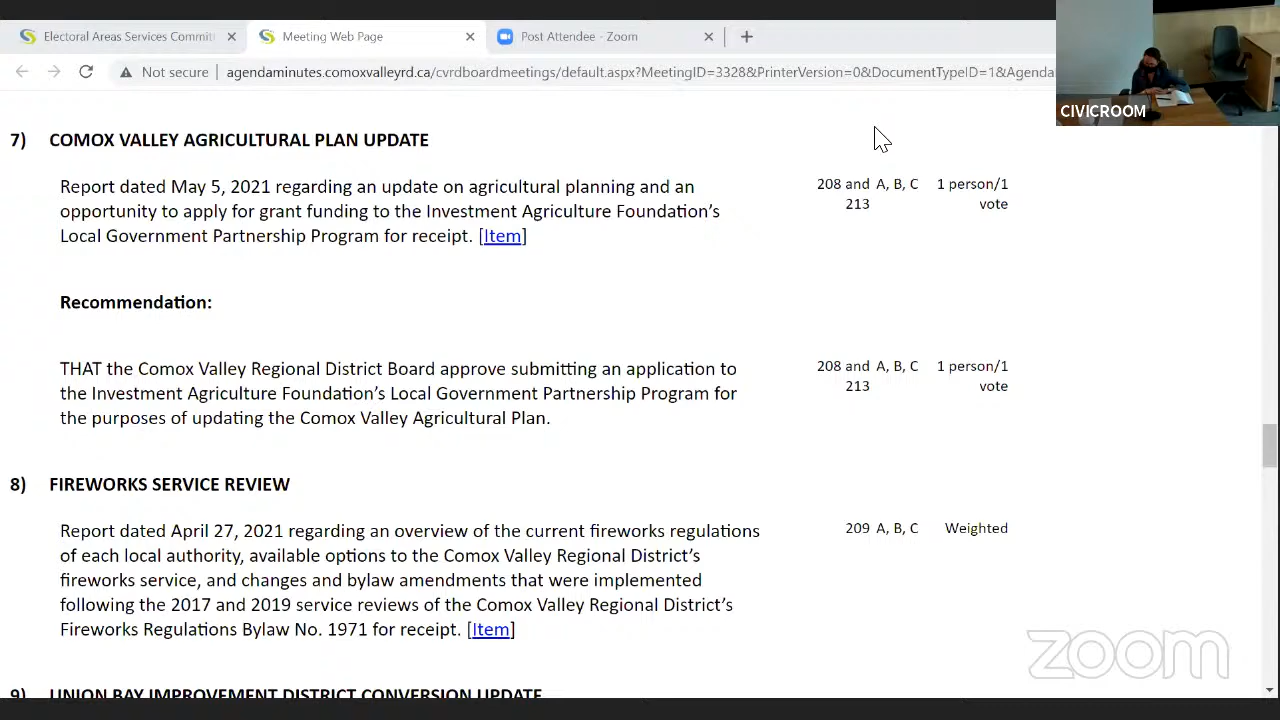 Electoral Areas Services Commit
Meeting Web Page
Post Attendee - Zoom
Not secure
agendaminutes.comoxvalleyrd.ca/cvrdboardmeetings/default.aspx?MeetingID=3328&PrinterVersion=0&DocumentTypeID=1&Agenda
CIVICROOM
7) COMOX VALLEY AGRICULTURAL PLAN UPDATE
Report dated May 5, 2021 regarding an update on agricultural planning and an
opportunity to apply for grant funding to the Investment Agriculture Foundation's
Local Government Partnership Program for receipt. [Item]
208 and A, B, C 1 person/1
213 vote
Recommendation:
THAT the Comox Valley Regional District Board approve submitting an application to
the Investment Agriculture Foundation's Local Government Partnership Program for
the purposes of updating the Comox Valley Agricultural Plan.
208 and A, B, C 1 person/1
213 vote
8) FIREWORKS SERVICE REVIEW
Report dated April 27, 2021 regarding an overview of the current fireworks regulations
of each local authority, available options to the Comox Valley Regional District's
fireworks service, and changes and bylaw amendments that were implemented
following the 2017 and 2019 service reviews of the Comox Valley Regional District's
Fireworks Regulations Bylaw No. 1971 for receipt. [Item]
209 A, B, C Weighted
zoom
9) UNION BAY IMPROVEMENT DISTRICT CONVERSION UPDATE